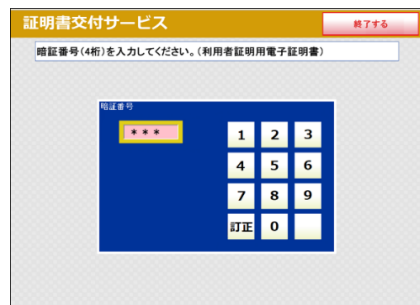 証明書交付サービス
終了する
暗証番号(4桁)を入力してください。(利用者証明用電子証明書)
暗証番号
***
1 2 3
4 5 6
7 8 9
訂正 0